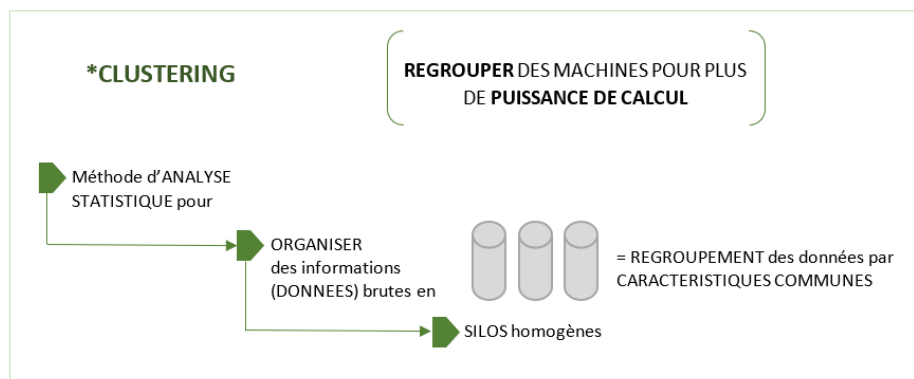 *CLUSTERING
REGROUPER DES MACHINES POUR PLUS
DE PUISSANCE DE CALCUL
Méthode d’ANALYSE
STATISTIQUE pour
ORGANISER
des informations
(DONNEES) brutes en
= REGROUPEMENT des données par
CARACTERISTIQUES COMMUNES
SILOS homogènes